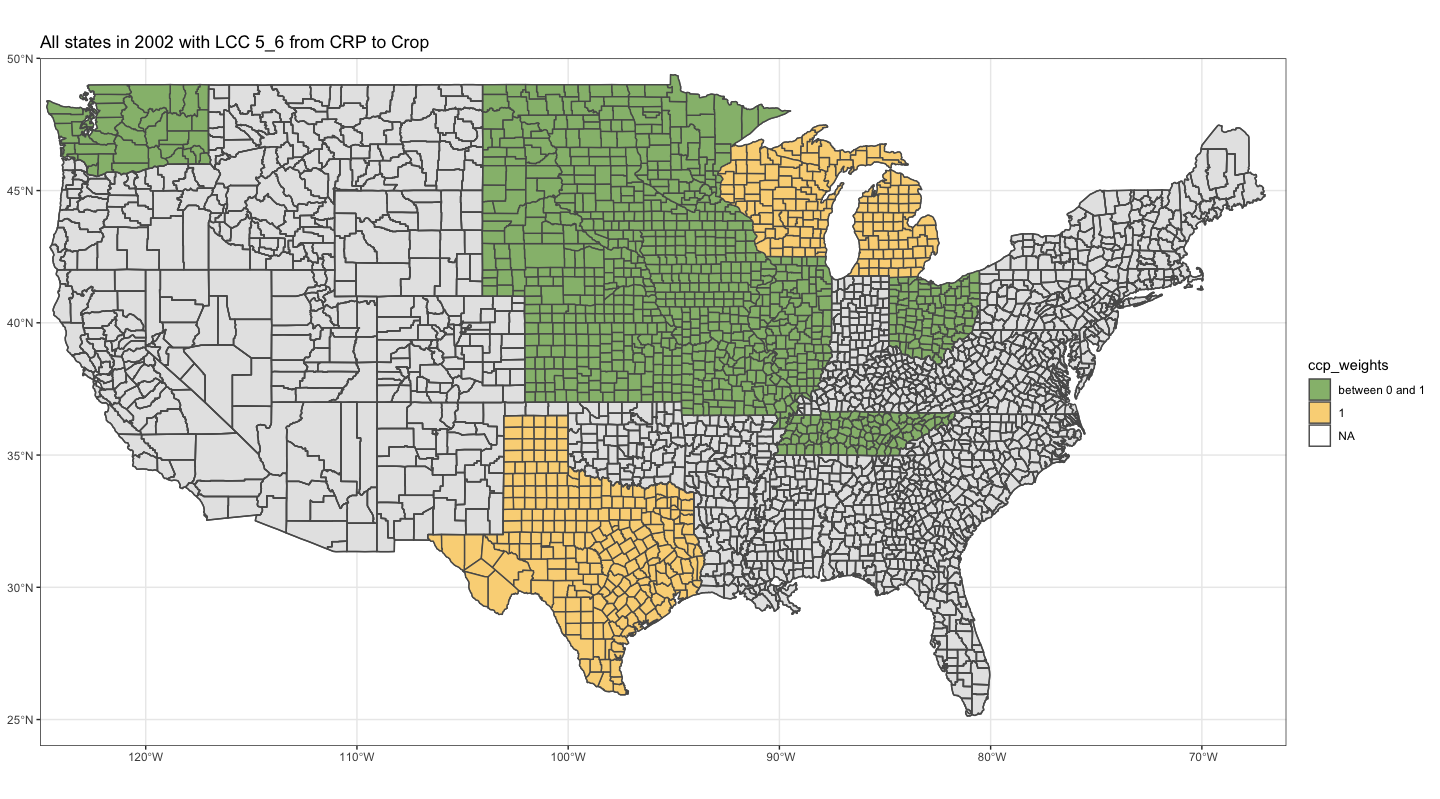 All states in 2002 with LCC 5_6 from CRP to Crop
50°N
45°N
40°N
35°N
30°N
25°N
120°W
110°W
100°W
90°W
80°W
70°W
ccp_weights
between 0 and 1
1
NA